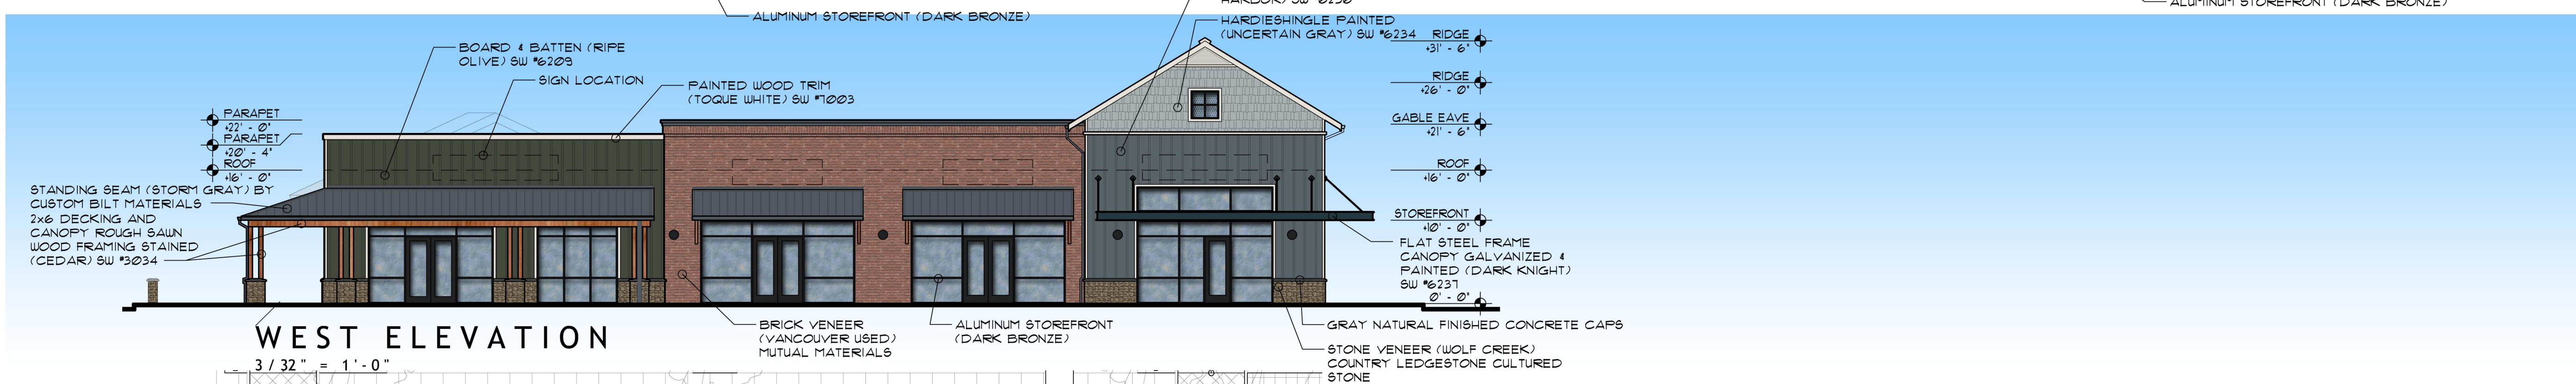 ALUMINUM STOREFRONT (DARK BRONZE)
ALUMINUM STOREFRONT (DARK BRONZE)
HARDIESHINGLE PAINTED
(UNCERTAIN GRAY) SW #6234
RIDGE
+31' - 6"
BOARD & BATTEN (RIPE
OLIVE) SW #6209
SIGN LOCATION
PAINTED WOOD TRIM
(TOQUE WHITE) SW #7003
RIDGE
+26' - 0"
PARAPET
+22' - 0"
PARAPET
+20' - 4"
ROOF
+16' - 0"
GABLE EAVE
+21' - 6"
ROOF
+16' - 0"
STANDING SEAM (STORM GRAY) BY
CUSTOM BILT MATERIALS
2x6 DECKING AND
CANOPY ROUGH SAWN
WOOD FRAMING STAINED
(CEDAR) SW #3034
STOREFRONT
+10' - 0"
FLAT STEEL FRAME
CANOPY GALVANIZED &
PAINTED (DARK KNIGHT)
SW #6237
0' - 0"
BRICK VENEER
(VANCOUVER USED)
MUTUAL MATERIALS
ALUMINUM STOREFRONT
(DARK BRONZE)
GRAY NATURAL FINISHED CONCRETE CAPS
STONE VENEER (WOLF CREEK)
COUNTRY LEDGESTONE CULTURED
STONE
WEST ELEVATION
3/32" = 1'-0"